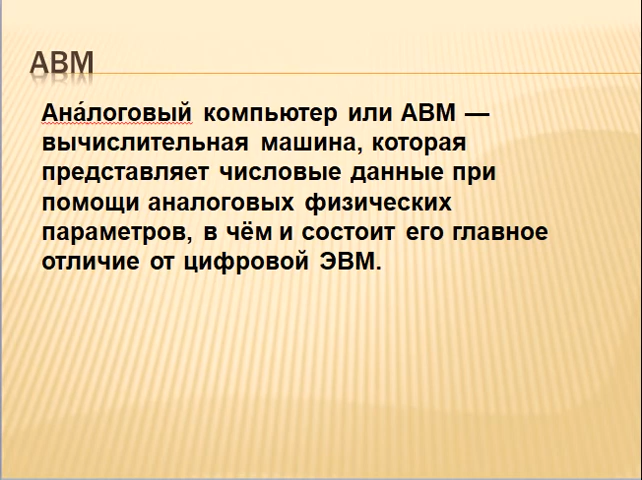 АВМ
Ана́логовый компьютер или АВМ —
вычислительная машина, которая
представляет числовые данные при
помощи аналоговых физических
параметров, в чём и состоит его главное
отличие от цифровой ЭВМ.